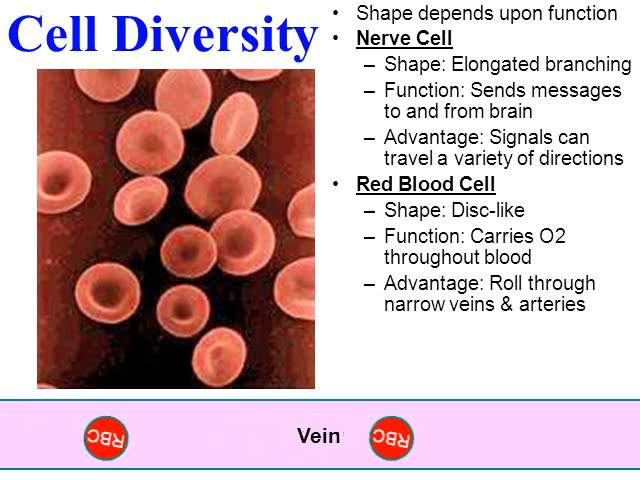 Cell Diversity
• Shape depends upon function
• Nerve Cell
– Shape: Elongated branching
– Function: Sends messages
to and from brain
– Advantage: Signals can
travel a variety of directions
• Red Blood Cell
– Shape: Disc-like
– Function: Carries O2
throughout blood
– Advantage: Roll through
narrow veins & arteries
RBC
Vein
RBC